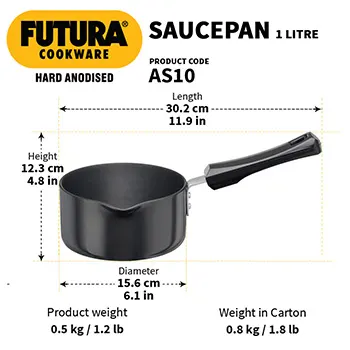 FUTURA®
COOKWARE
HARD ANODISED
SAUCEPAN 1 LITRE
PRODUCT CODE
AS10
Length
30.2 cm
11.9 in
Height
12.3 cm
4.8 in
Diameter
15.6 cm
6.1 in
Product weight
0.5 kg / 1.2 lb
Weight in Carton
0.8 kg / 1.8 lb